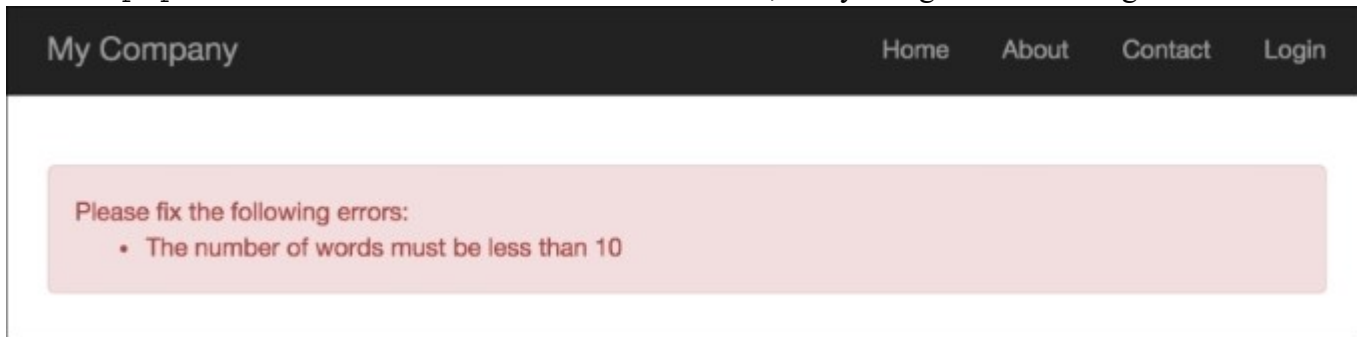 My Company Home About Contact Login
Please fix the following errors:
• The number of words must be less than 10